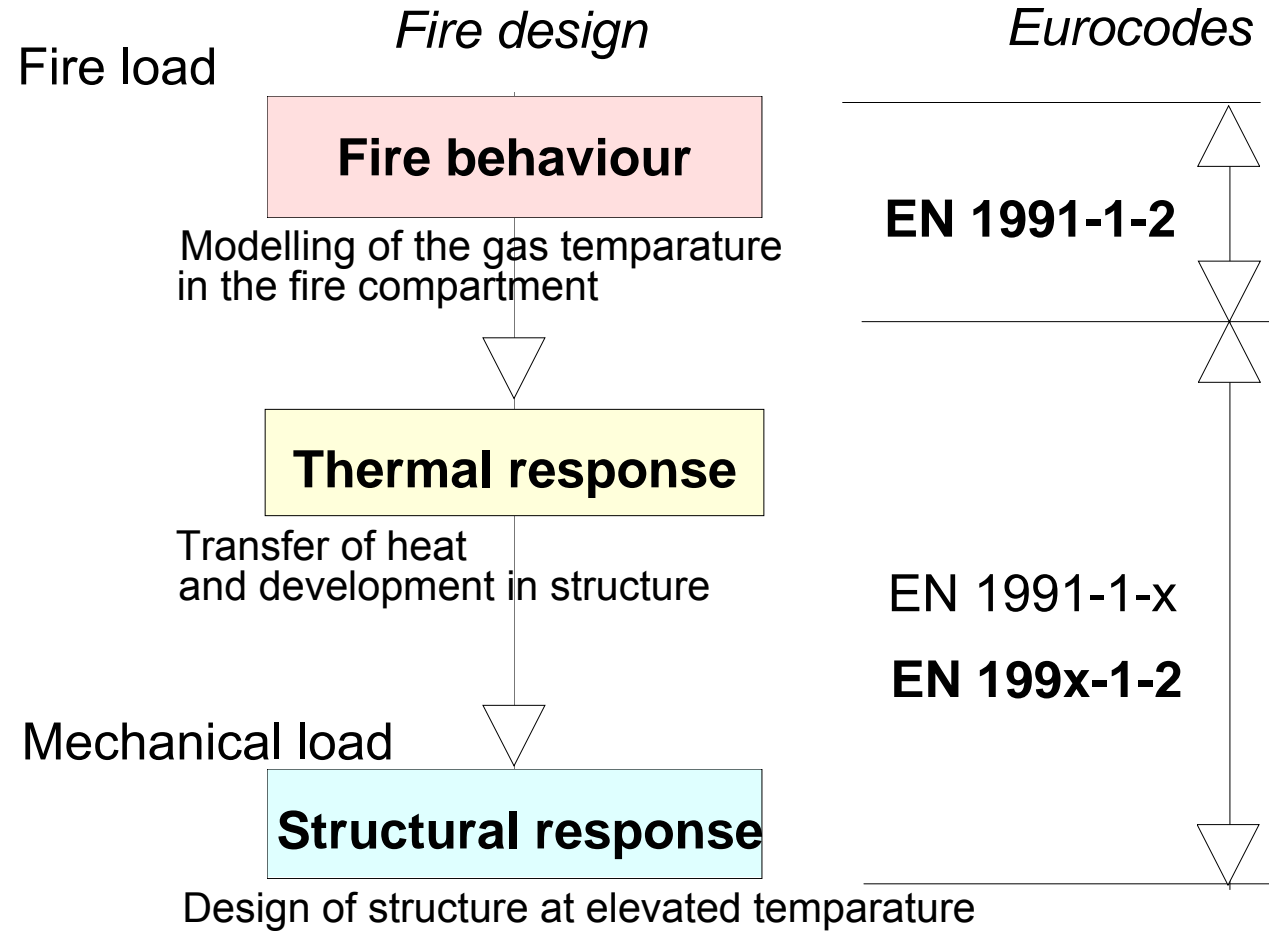 Fire design
Eurocodes
Fire load
Fire behaviour
EN 1991-1-2
Modelling of the gas temparature
in the fire compartment
Thermal response
Transfer of heat
and development in structure
EN 1991-1-x
EN 199x-1-2
Mechanical load
Structural response
Design of structure at elevated temparature